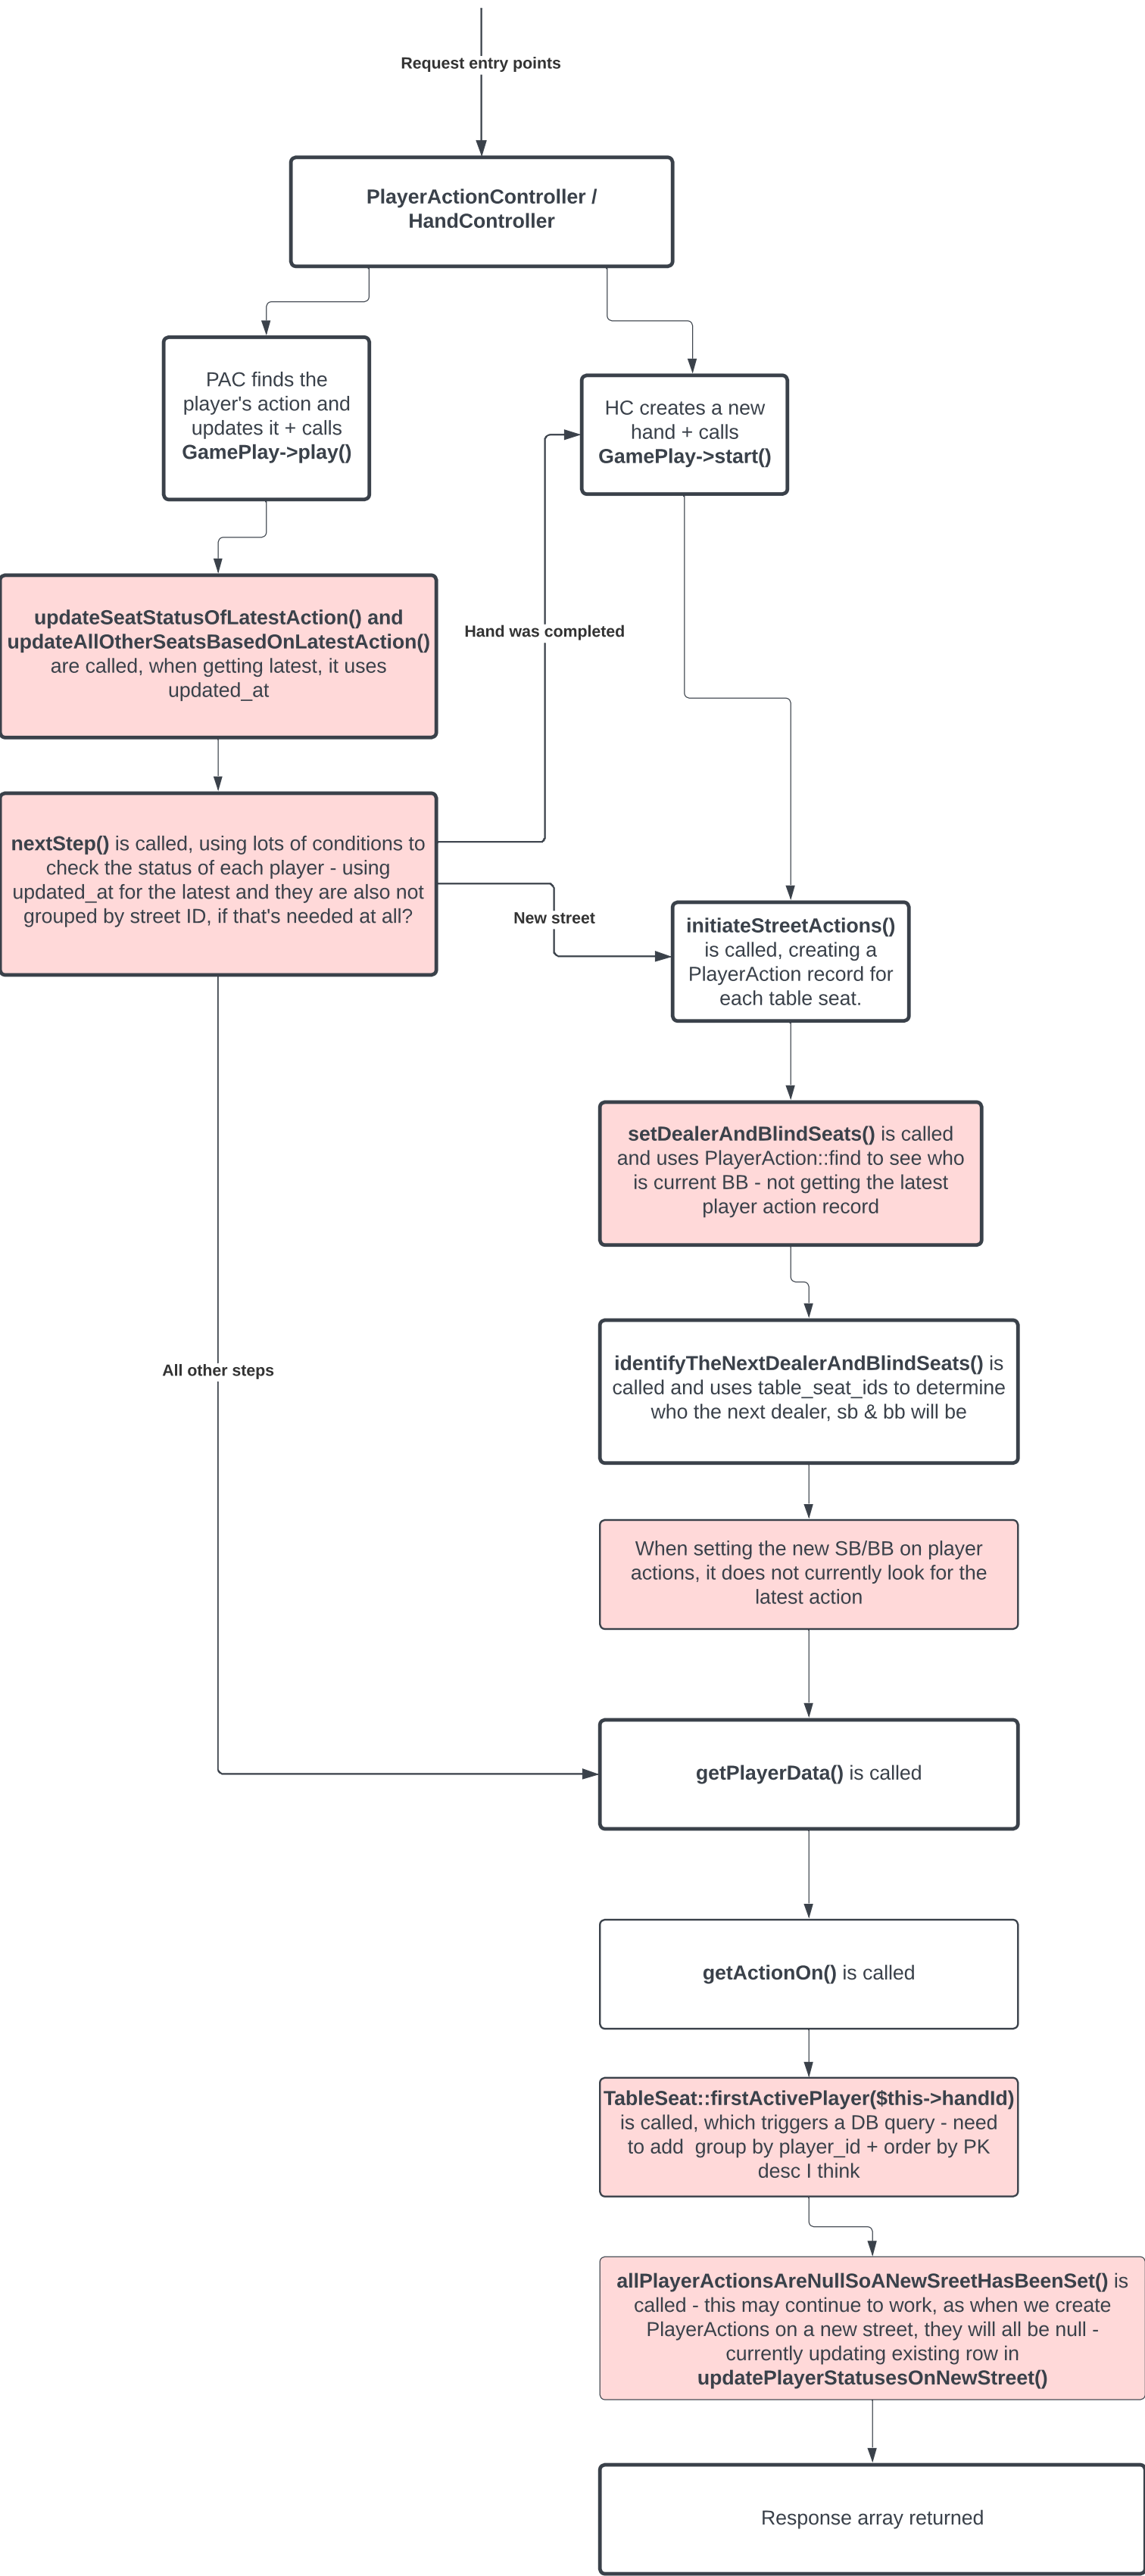 Request entry points
PlayerActionController /
HandController
PAC finds the
player's action and
updates it + calls
GamePlay->play()
HC creates a new
hand + calls
GamePlay->start()
updateSeatStatusOfLatestAction() and
updateAllOtherSeatsBasedOnLatestAction()
are called, when getting latest, it uses
updated_at
Hand was completed
nextStep() is called, using lots of conditions to
check the status of each player - using
updated_at for the latest and they are also not
grouped by street ID, if that's needed at all?
New street
initiateStreetActions()
is called, creating a
PlayerAction record for
each table seat.
setDealerAndBlindSeats() is called
and uses PlayerAction::find to see who
is current BB - not getting the latest
player action record
identifyTheNextDealerAndBlindSeats() is
called and uses table_seat_ids to determine
who the next dealer, sb & bb will be
All other steps
When setting the new SB/BB on player
actions, it does not currently look for the
latest action
getPlayerData() is called
getActionOn() is called
TableSeat::firstActivePlayer($this->handId)
is called, which triggers a DB query - need
to add  group by player_id + order by PK
desc I think
allPlayerActionsAreNullSoANewSreetHasBeenSet() is
called - this may continue to work, as when we create
PlayerActions on a new street, they will all be null -
currently updating existing row in
updatePlayerStatusesOnNewStreet()
Response array returned